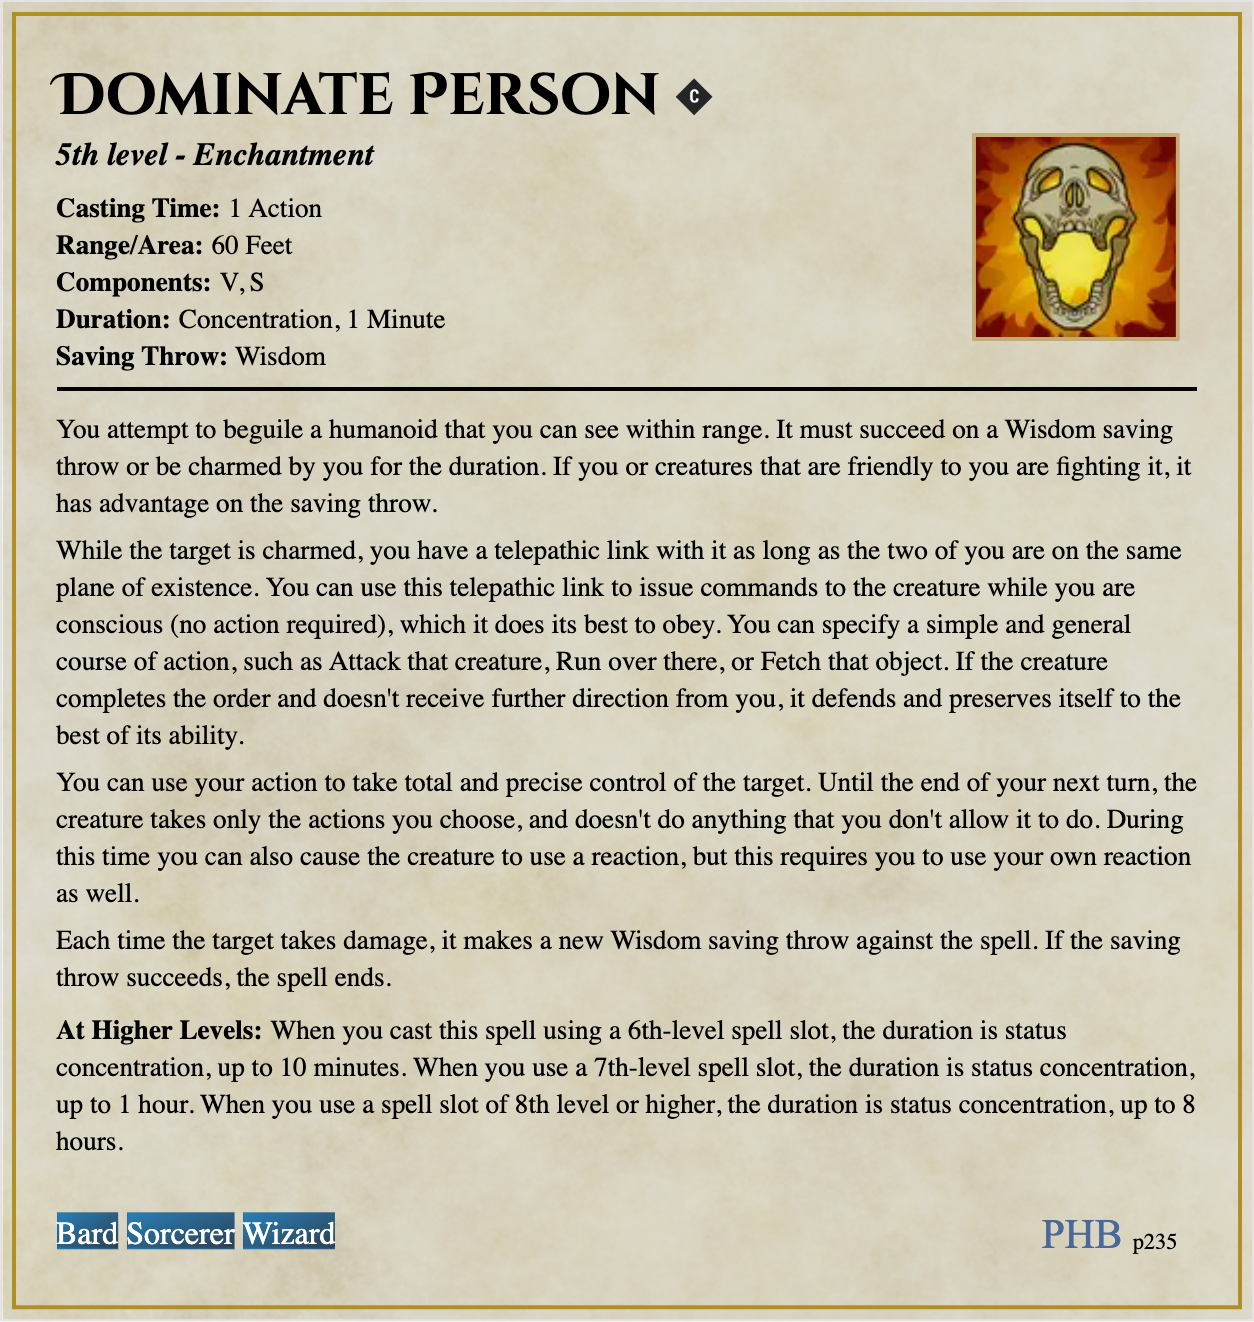 Dominate Person C
5th level - Enchantment
Casting Time: 1 Action
Range/Area: 60 Feet
Components: V, S
Duration: Concentration, 1 Minute
Saving Throw: Wisdom
You attempt to beguile a humanoid that you can see within range. It must succeed on a Wisdom saving
throw or be charmed by you for the duration. If you or creatures that are friendly to you are fighting it, it
has advantage on the saving throw.
While the target is charmed, you have a telepathic link with it as long as the two of you are on the same
plane of existence. You can use this telepathic link to issue commands to the creature while you are
conscious (no action required), which it does its best to obey. You can specify a simple and general
course of action, such as Attack that creature, Run over there, or Fetch that object. If the creature
completes the order and doesn't receive further direction from you, it defends and preserves itself to the
best of its ability.
You can use your action to take total and precise control of the target. Until the end of your next turn, the
creature takes only the actions you choose, and doesn't do anything that you don't allow it to do. During
this time you can also cause the creature to use a reaction, but this requires you to use your own reaction
as well.
Each time the target takes damage, it makes a new Wisdom saving throw against the spell. If the saving
throw succeeds, the spell ends.
At Higher Levels: When you cast this spell using a 6th-level spell slot, the duration is status
concentration, up to 10 minutes. When you use a 7th-level spell slot, the duration is status concentration,
up to 1 hour. When you use a spell slot of 8th level or higher, the duration is status concentration, up to 8
hours.
Bard Sorcerer Wizard
PHB p235